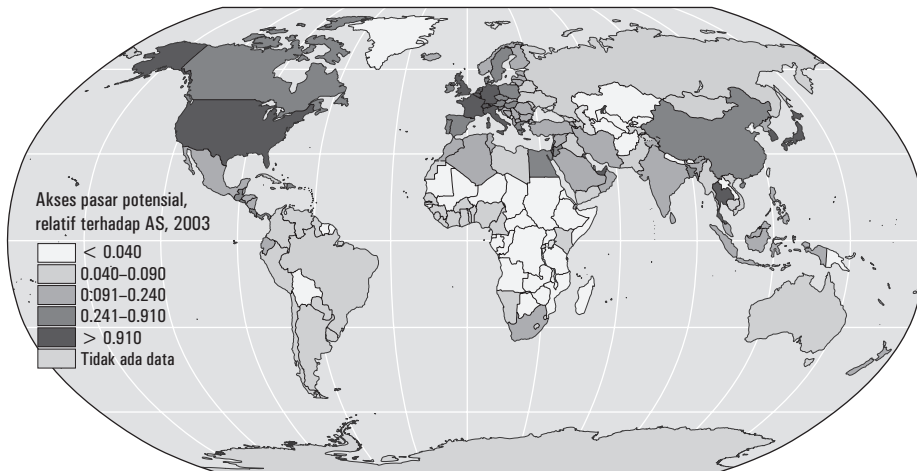 Akses pasar potensial,
relatif terhadap AS, 2003
< 0.040
0.040–0.090
0:091–0.240
0.241–0.910
> 0.910
Tidak ada data